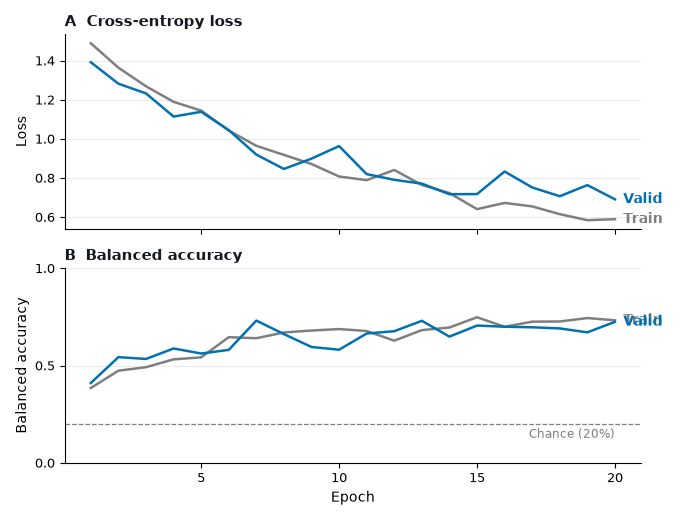 A Cross-entropy loss
1.4
1.2
1.0
0.8
0.6
Loss
Valid
Train
B Balanced accuracy
1.0
0.5
0.0
Balanced accuracy
Train
Valid
Chance (20%)
5
10
15
20
Epoch